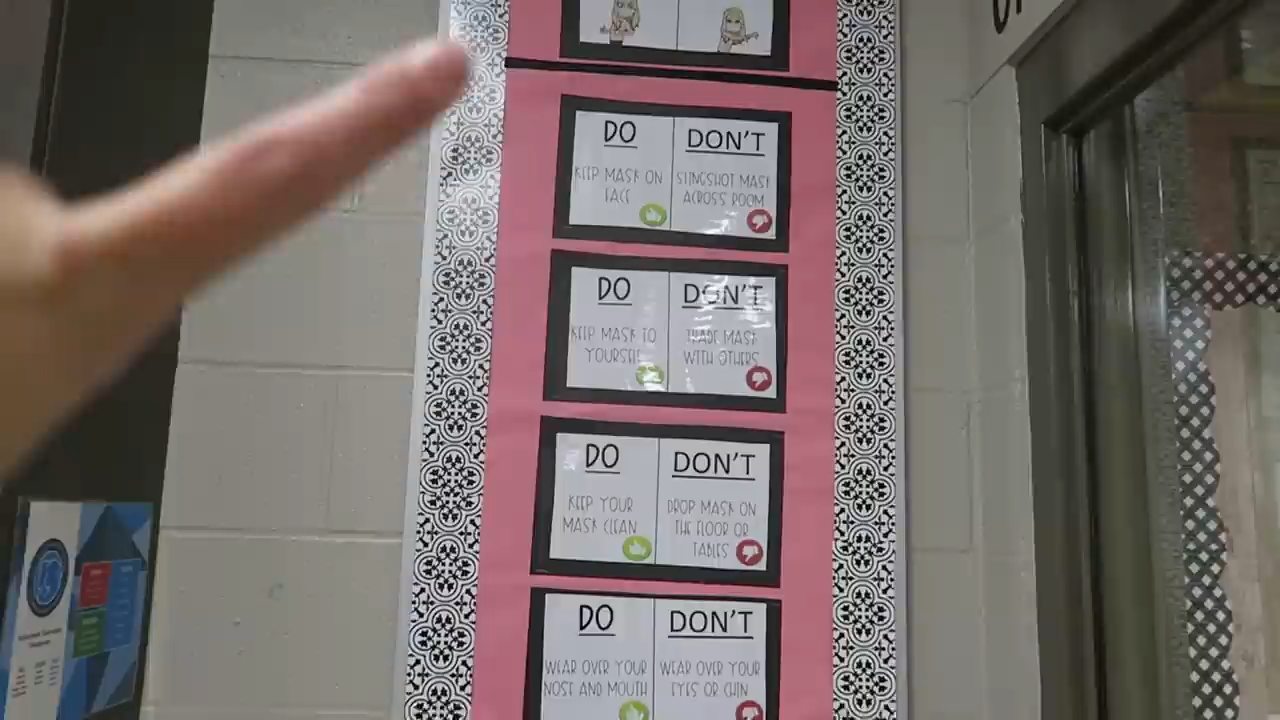 DO
DON'T
KEEP MASK ON
FACE
SLINGSHOT MASK
ACROSS ROOM
DO
DON'T
KEEP MASK TO
YOURSELF
TRADE MASK
WITH OTHERS
DO
DON'T
KEEP YOUR
MASK CLEAN
DROP MASK ON
THE FLOOR OR
TABLES
DO
DON'T
WEAR OVER YOUR
NOSE AND MOUTH
WEAR OVER YOUR
EYES OR CHIN